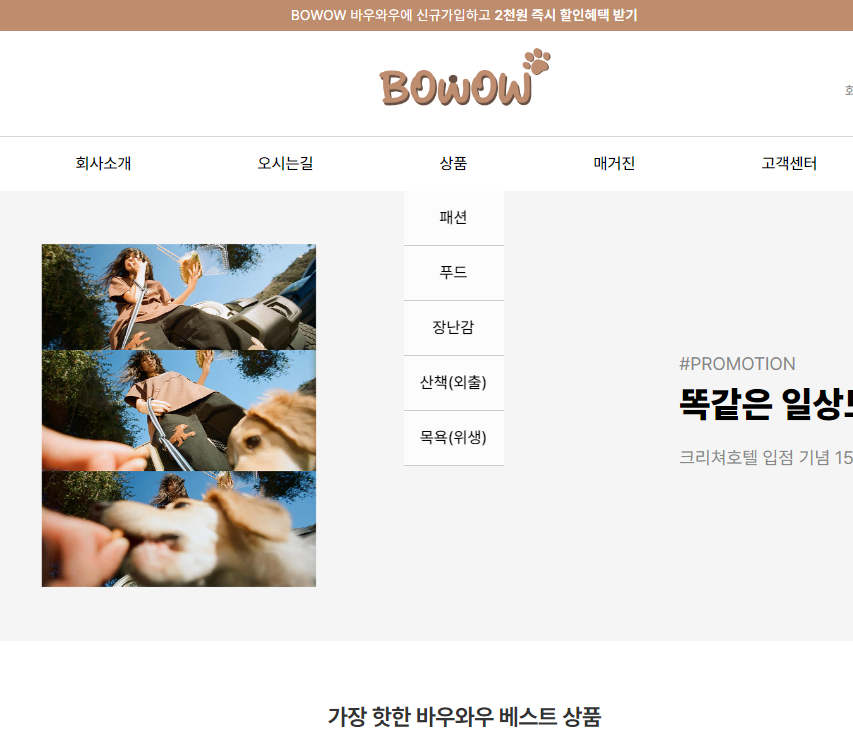 BOWOW 바우와우에 신규가입하고 2천원 즉시 할인혜택 받기
BOWOW
회사소개 오시는길 상품 매거진 고객센터
패션
푸드
장난감
산책(외출)
목욕(위생)
#PROMOTION
똑같은 일상
크리쳐호텔 입점 기념 15
가장 핫한 바우와우 베스트 상품